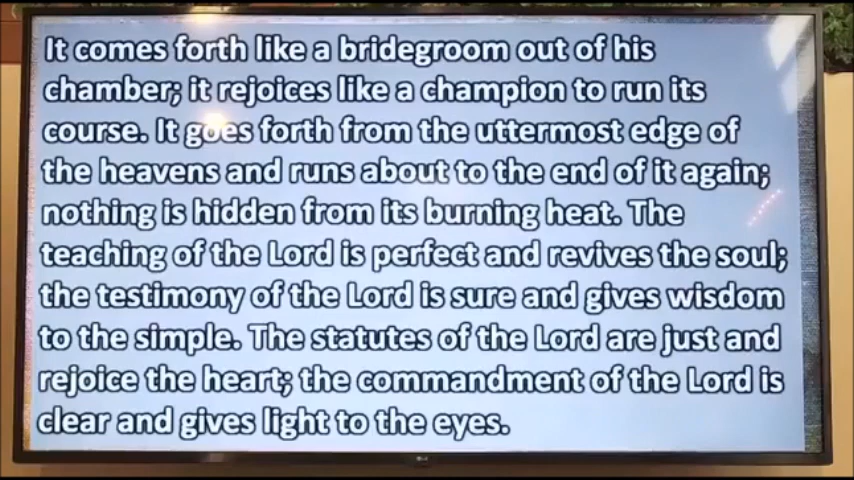 It comes forth like a bridegroom out of his
chamber; it rejoices like a champion to run its
course. It goes forth from the uttermost edge of
the heavens and runs about to the end of it again;
nothing is hidden from its burning heat. The
teaching of the Lord is perfect and revives the soul;
the testimony of the Lord is sure and gives wisdom
to the simple. The statutes of the Lord are just and
rejoice the heart; the commandment of the Lord is
clear and gives light to the eyes.
LG